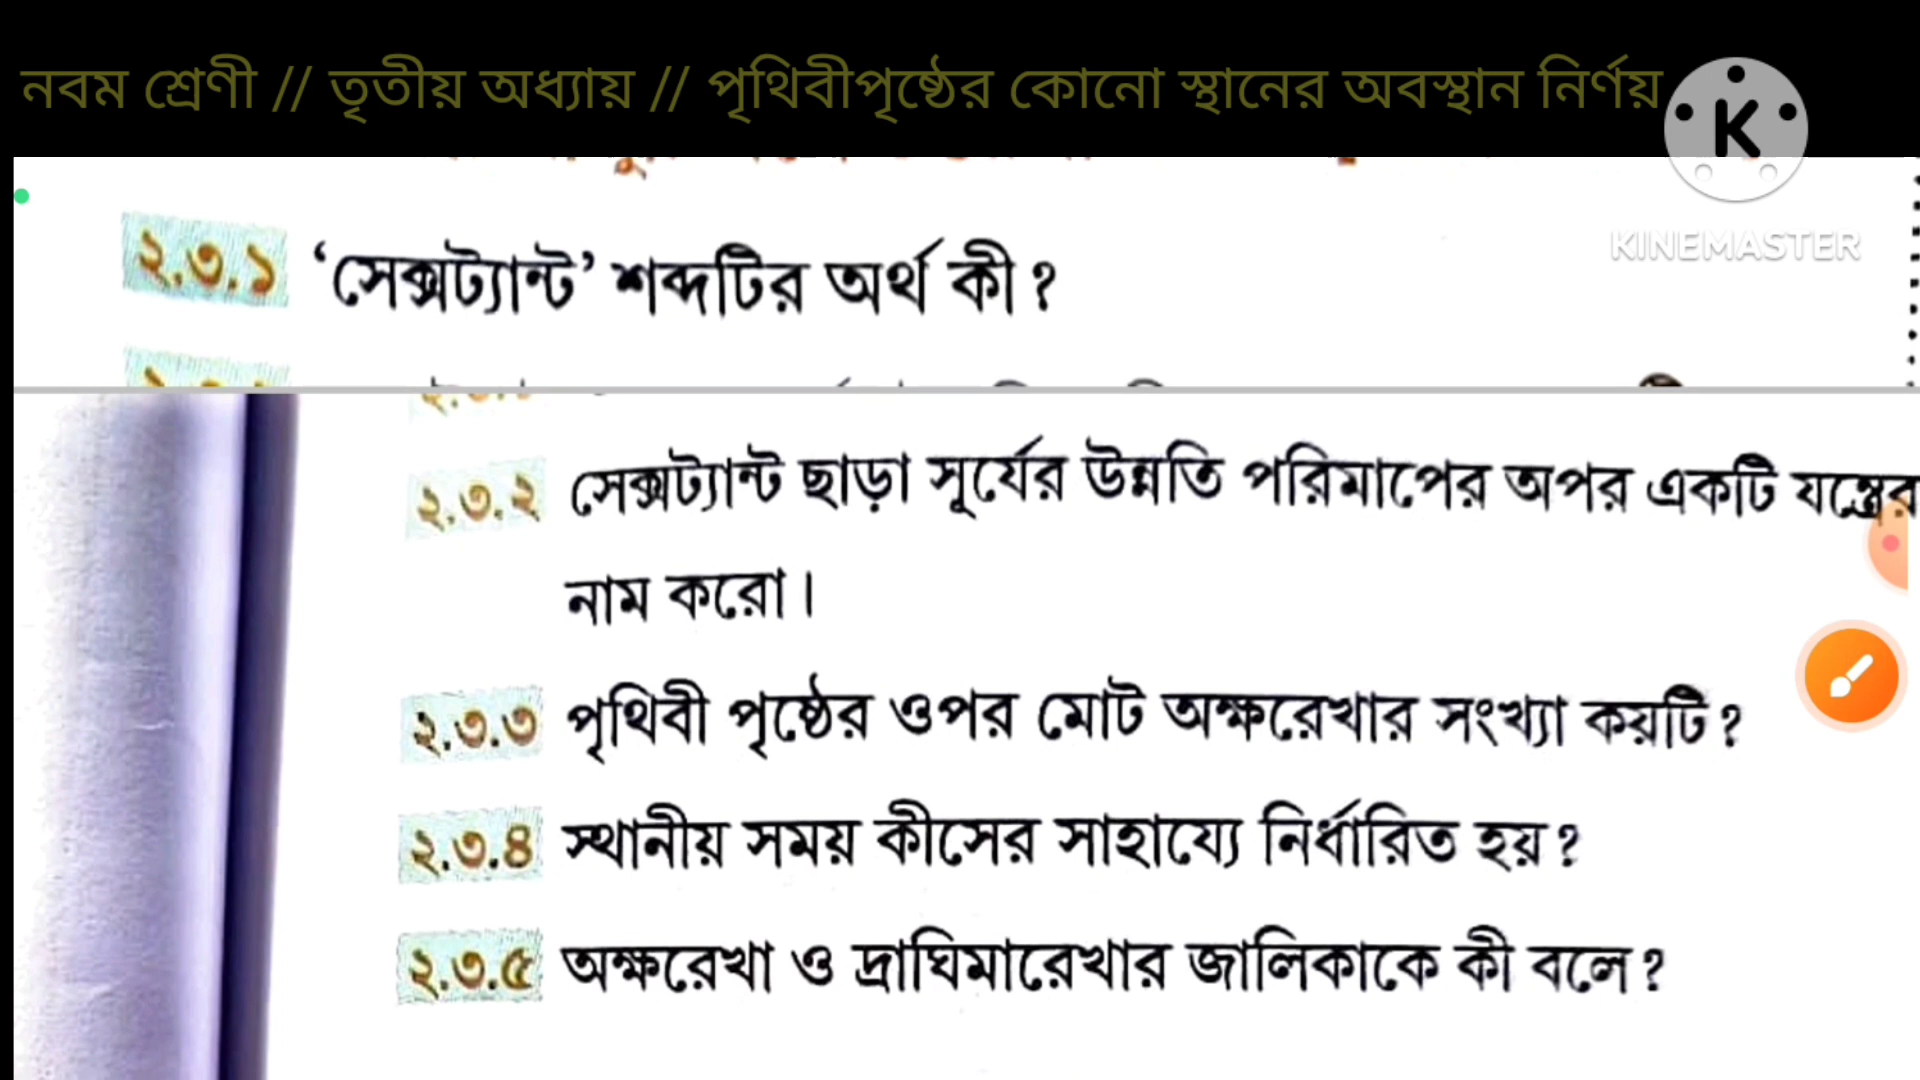 নবম শ্রেণী // তৃতীয় অধ্যায় // পৃথিবীপৃষ্ঠের কোনো স্থানের অবস্থান নির্ণয়
KINEMASTER
২.৩.১ ‘সেক্সট্যান্ট’ শব্দটির অর্থ কী?
২.৩.২ সেক্সট্যান্ট ছাড়া সূর্যের উন্নতি পরিমাপের অপর একটি যন্ত্রের
নাম করো।
২.৩.৩ পৃথিবী পৃষ্ঠের ওপর মোট অক্ষরেখার সংখ্যা কয়টি?
২.৩.৪ স্থানীয় সময় কীসের সাহায্যে নির্ধারিত হয়?
২.৩.৫ অক্ষরেখা ও দ্রাঘিমারেখার জালিকাকে কী বলে?